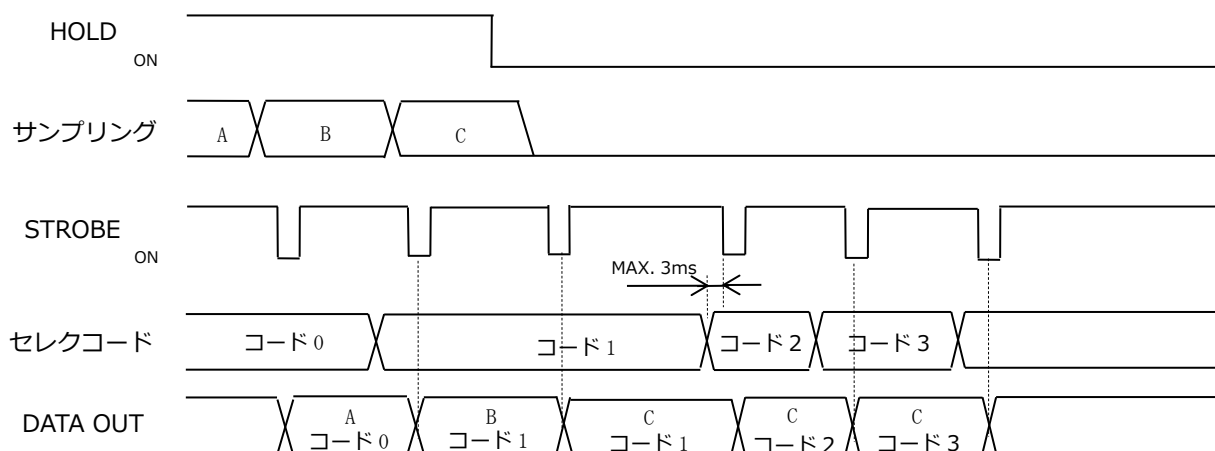 HOLD
ON
サンプリング A B C
STROBE
ON
MAX. 3ms
セレクコード コード0 コード1 コード2 コード3
DATA OUT A B C C C
コード0 コード1 コード1 コード2 コード3